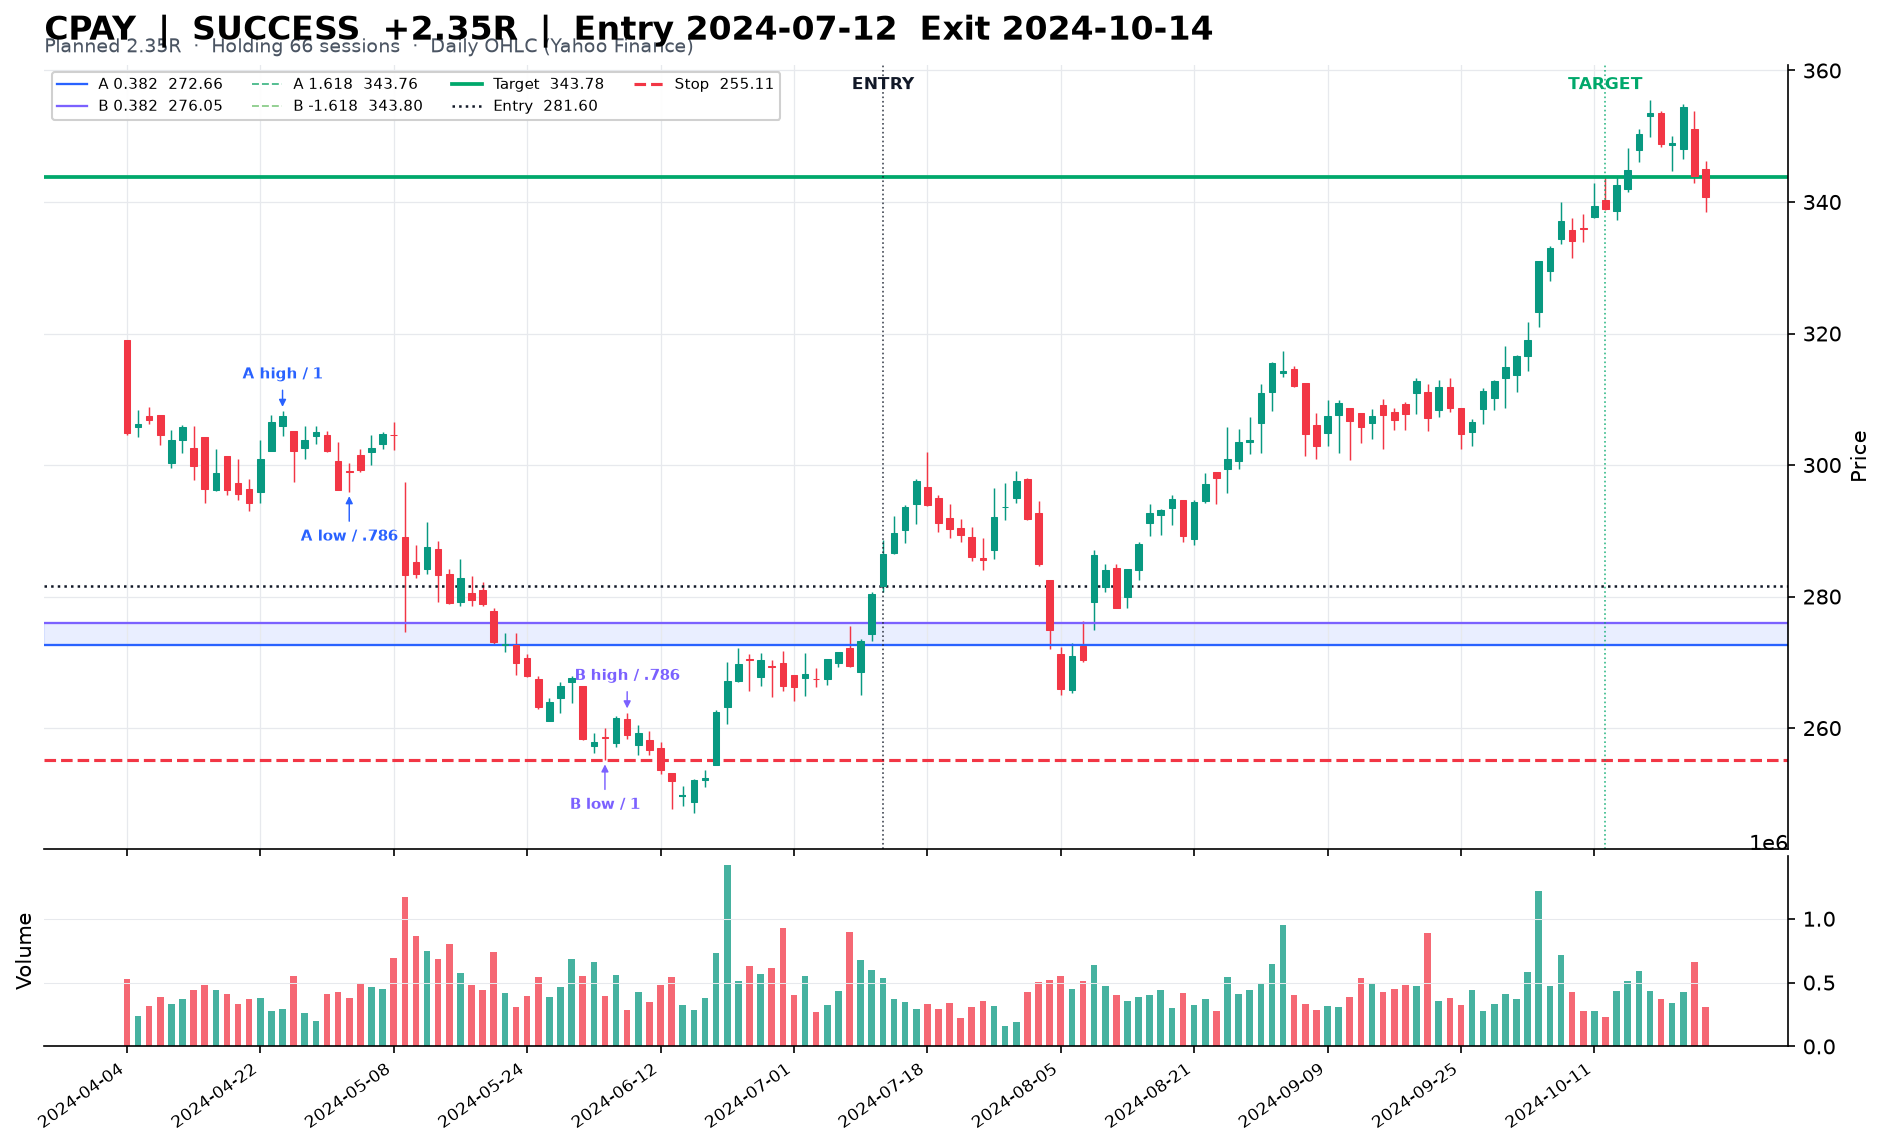 CPAY | SUCCESS +2.35R | Entry 2024-07-12 Exit 2024-10-14
Planned 2.35R · Holding 66 sessions · Daily OHLC (Yahoo Finance)
A 0.382 272.66
A 1.618 343.76
Target 343.78
Stop 255.11
B 0.382 276.05
B -1.618 343.80
Entry 281.60
ENTRY
TARGET
A high / 1
A low / .786
B high / .786
B low / 1
360
340
320
300
280
260
Price
1e6
1.0
0.5
0.0
Volume
2024-04-04
2024-04-22
2024-05-08
2024-05-24
2024-06-12
2024-07-01
2024-07-18
2024-08-05
2024-08-21
2024-09-09
2024-09-25
2024-10-11